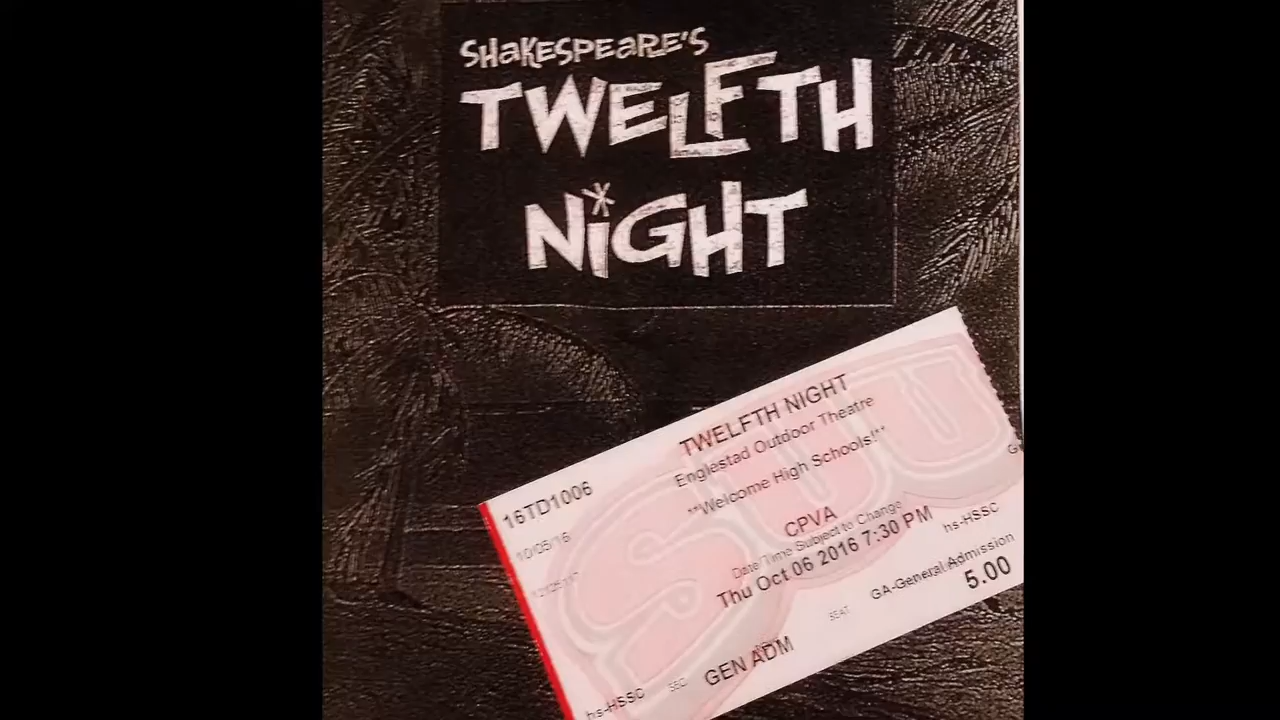 SHAKESPEARE'S
TWELFTH
NIGHT
TWELFTH NIGHT
Englestad Outdoor Theatre
**Welcome High Schools!**
CPVA
Date/Time Subject to Change
Thu Oct 06 2016 7:30 PM
16TD1006
10/05/16
hs-HSSC
GA-General Admission
5.00
SEAT
GEN ADM
SEC
hs-HSSC
SUU